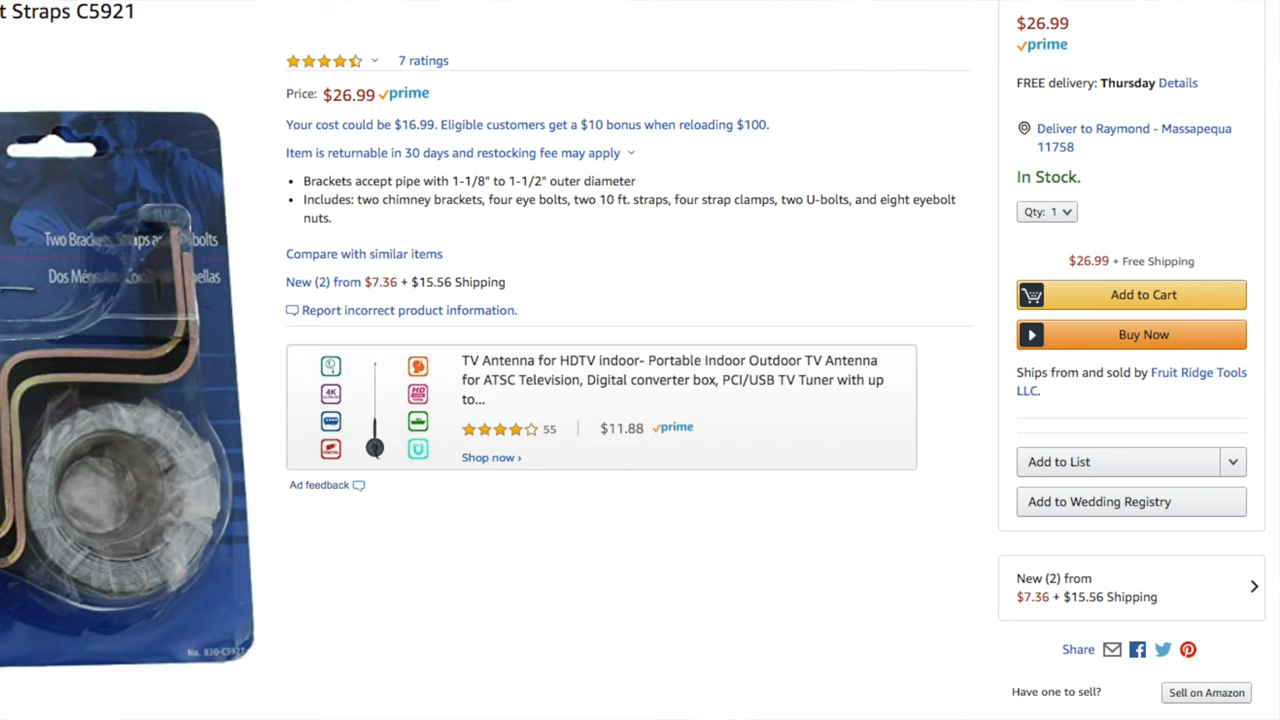 t Straps C5921
7 ratings
Price: $26.99 prime
Your cost could be $16.99. Eligible customers get a $10 bonus when reloading $100.
Item is returnable in 30 days and restocking fee may apply
• Brackets accept pipe with 1-1/8" to 1-1/2" outer diameter
• Includes: two chimney brackets, four eye bolts, two 10 ft. straps, four strap clamps, two U-bolts, and eight eyebolt
nuts.
Compare with similar items
New (2) from $7.36 + $15.56 Shipping
Report incorrect product information.
TV Antenna for HDTV indoor- Portable Indoor Outdoor TV Antenna
for ATSC Television, Digital converter box, PCI/USB TV Tuner with up
to...
55 $11.88 prime
Shop now ›
Ad feedback
4K
HD
Two Brackets, Straps bolts
Dos
No. 830-C5921
$26.99
prime
FREE delivery: Thursday Details
Deliver to Raymond - Massapequa
11758
In Stock.
Qty: 1
$26.99 + Free Shipping
Add to Cart
Buy Now
Ships from and sold by Fruit Ridge Tools
LLC.
Add to List
Add to Wedding Registry
New (2) from
$7.36 + $15.56 Shipping
Share
Have one to sell?
Sell on Amazon